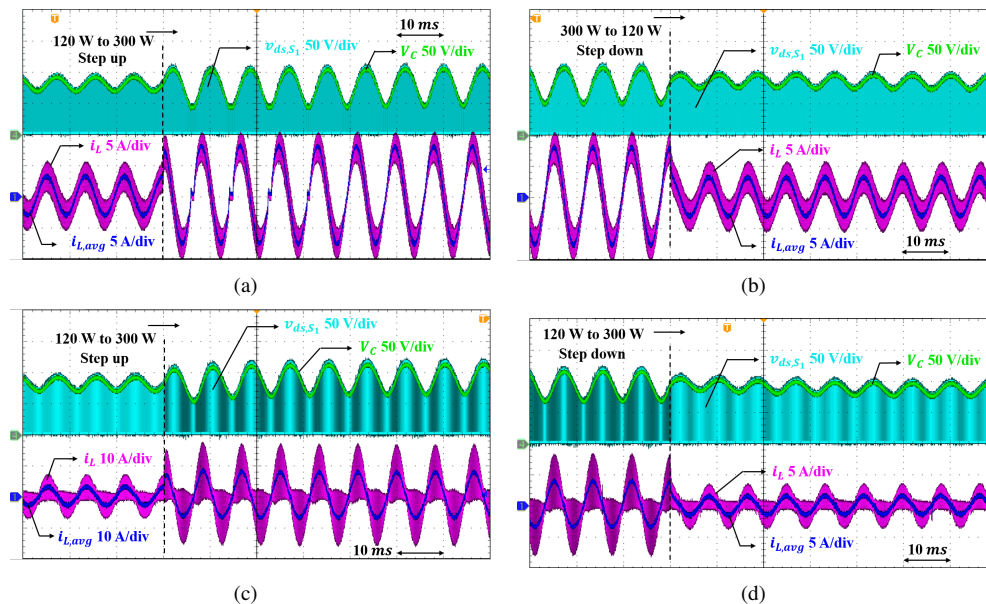 120 W to 300 W
Step up
10 ms
v_{ds,S_1} 50 V/div
V_C 50 V/div
i_L 5 A/div
i_{L,avg} 5 A/div
(a)
300 W to 120 W
Step down
v_{ds,S_1} 50 V/div
V_C 50 V/div
i_L 5 A/div
i_{L,avg} 5 A/div
10 ms
(b)
120 W to 300 W
Step up
v_{ds,S_1} 50 V/div
V_C 50 V/div
i_L 10 A/div
i_{L,avg} 10 A/div
10 ms
(c)
120 W to 300 W
Step down
v_{ds,S_1} 50 V/div
V_C 50 V/div
i_L 5 A/div
i_{L,avg} 5 A/div
10 ms
(d)